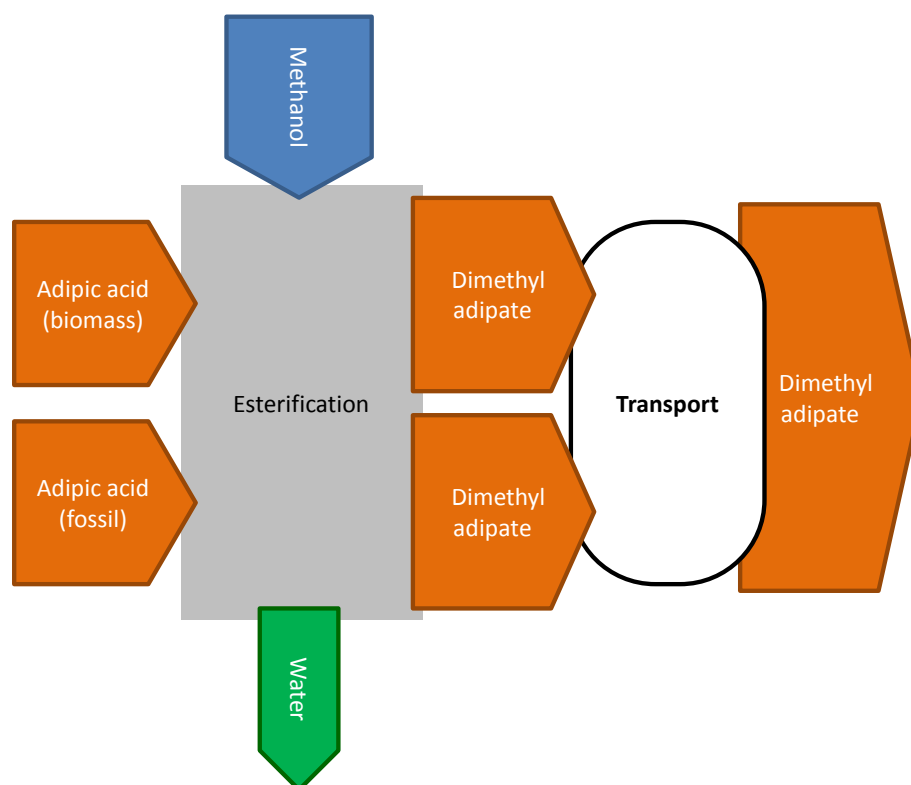 Methanol
Adipic acid
(biomass)
Dimethyl
adipate
Esterification
Transport
Dimethyl
adipate
Adipic acid
(fossil)
Dimethyl
adipate
Water